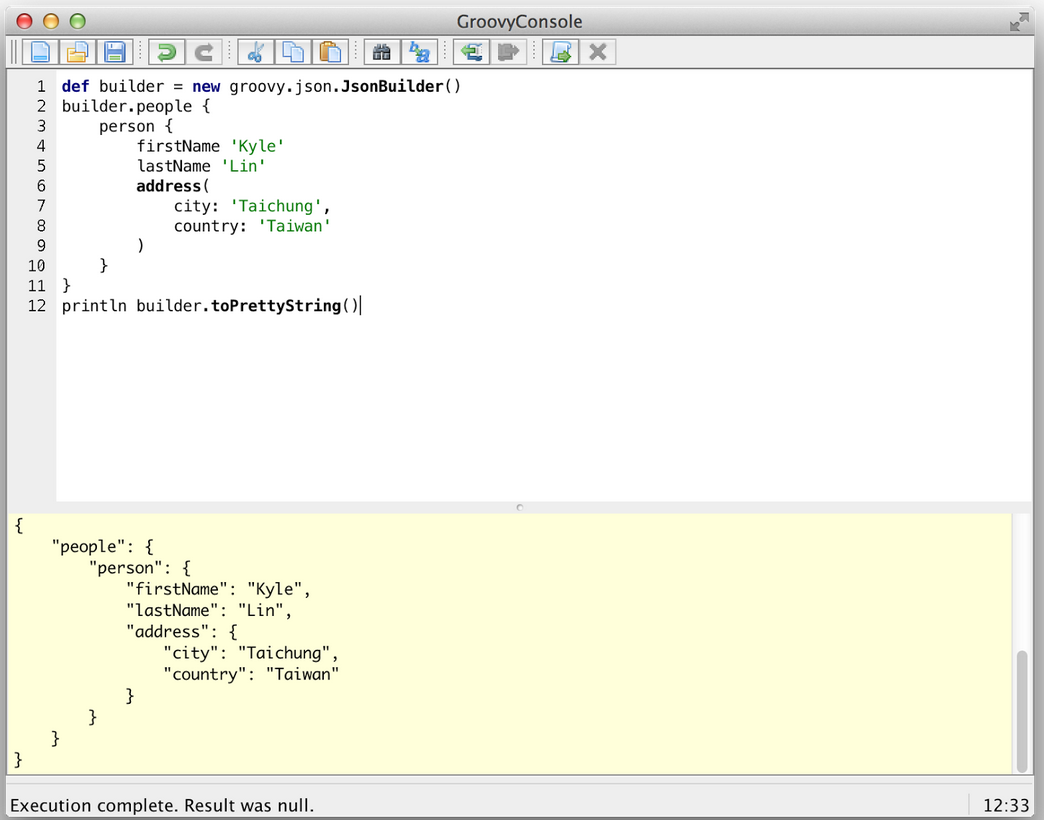 GroovyConsole
1 def builder = new groovy.json.JsonBuilder()
2 builder.people {
3     person {
4         firstName 'Kyle'
5         lastName 'Lin'
6         address(
7             city: 'Taichung',
8             country: 'Taiwan'
9         )
10     }
11 }
12 println builder.toPrettyString()
{
    "people": {
        "person": {
            "firstName": "Kyle",
            "lastName": "Lin",
            "address": {
                "city": "Taichung",
                "country": "Taiwan"
            }
        }
    }
}
Execution complete. Result was null. 12:33